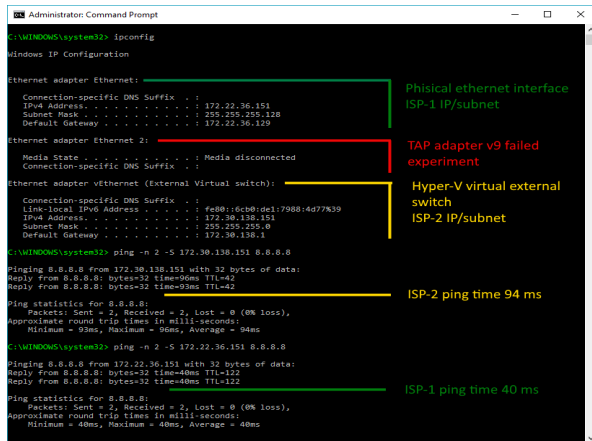 Administrator: Command Prompt
C:\WINDOWS\system32> ipconfig
Windows IP Configuration
Ethernet adapter Ethernet:
Connection-specific DNS Suffix . :
IPv4 Address. . . . . . . . . . . : 172.22.36.151
Subnet Mask . . . . . . . . . . . : 255.255.255.128
Default Gateway . . . . . . . . . : 172.22.36.129
Phisical ethernet interface
ISP-1 IP/subnet
Ethernet adapter Ethernet 2:
Media State . . . . . . . . . . . : Media disconnected
Connection-specific DNS Suffix . :
TAP adapter v9 failed
experiment
Ethernet adapter vEthernet (External Virtual switch):
Connection-specific DNS Suffix . :
Link-local IPv6 Address . . . . . : fe80::6cb0:de1:7988:4d77%39
IPv4 Address. . . . . . . . . . . : 172.30.138.151
Subnet Mask . . . . . . . . . . . : 255.255.255.0
Default Gateway . . . . . . . . . : 172.30.138.1
Hyper-V virtual external
switch
ISP-2 IP/subnet
C:\WINDOWS\system32> ping -n 2 -S 172.30.138.151 8.8.8.8
Pinging 8.8.8.8 from 172.30.138.151 with 32 bytes of data:
Reply from 8.8.8.8: bytes=32 time=96ms TTL=42
Reply from 8.8.8.8: bytes=32 time=93ms TTL=42
Ping statistics for 8.8.8.8:
Packets: Sent = 2, Received = 2, Lost = 0 (0% loss),
Approximate round trip times in milli-seconds:
Minimum = 93ms, Maximum = 96ms, Average = 94ms
ISP-2 ping time 94 ms
C:\WINDOWS\system32> ping -n 2 -S 172.22.36.151 8.8.8.8
Pinging 8.8.8.8 from 172.22.36.151 with 32 bytes of data:
Reply from 8.8.8.8: bytes=32 time=40ms TTL=122
Reply from 8.8.8.8: bytes=32 time=40ms TTL=122
Ping statistics for 8.8.8.8:
Packets: Sent = 2, Received = 2, Lost = 0 (0% loss),
Approximate round trip times in milli-seconds:
Minimum = 40ms, Maximum = 40ms, Average = 40ms
ISP-1 ping time 40 ms